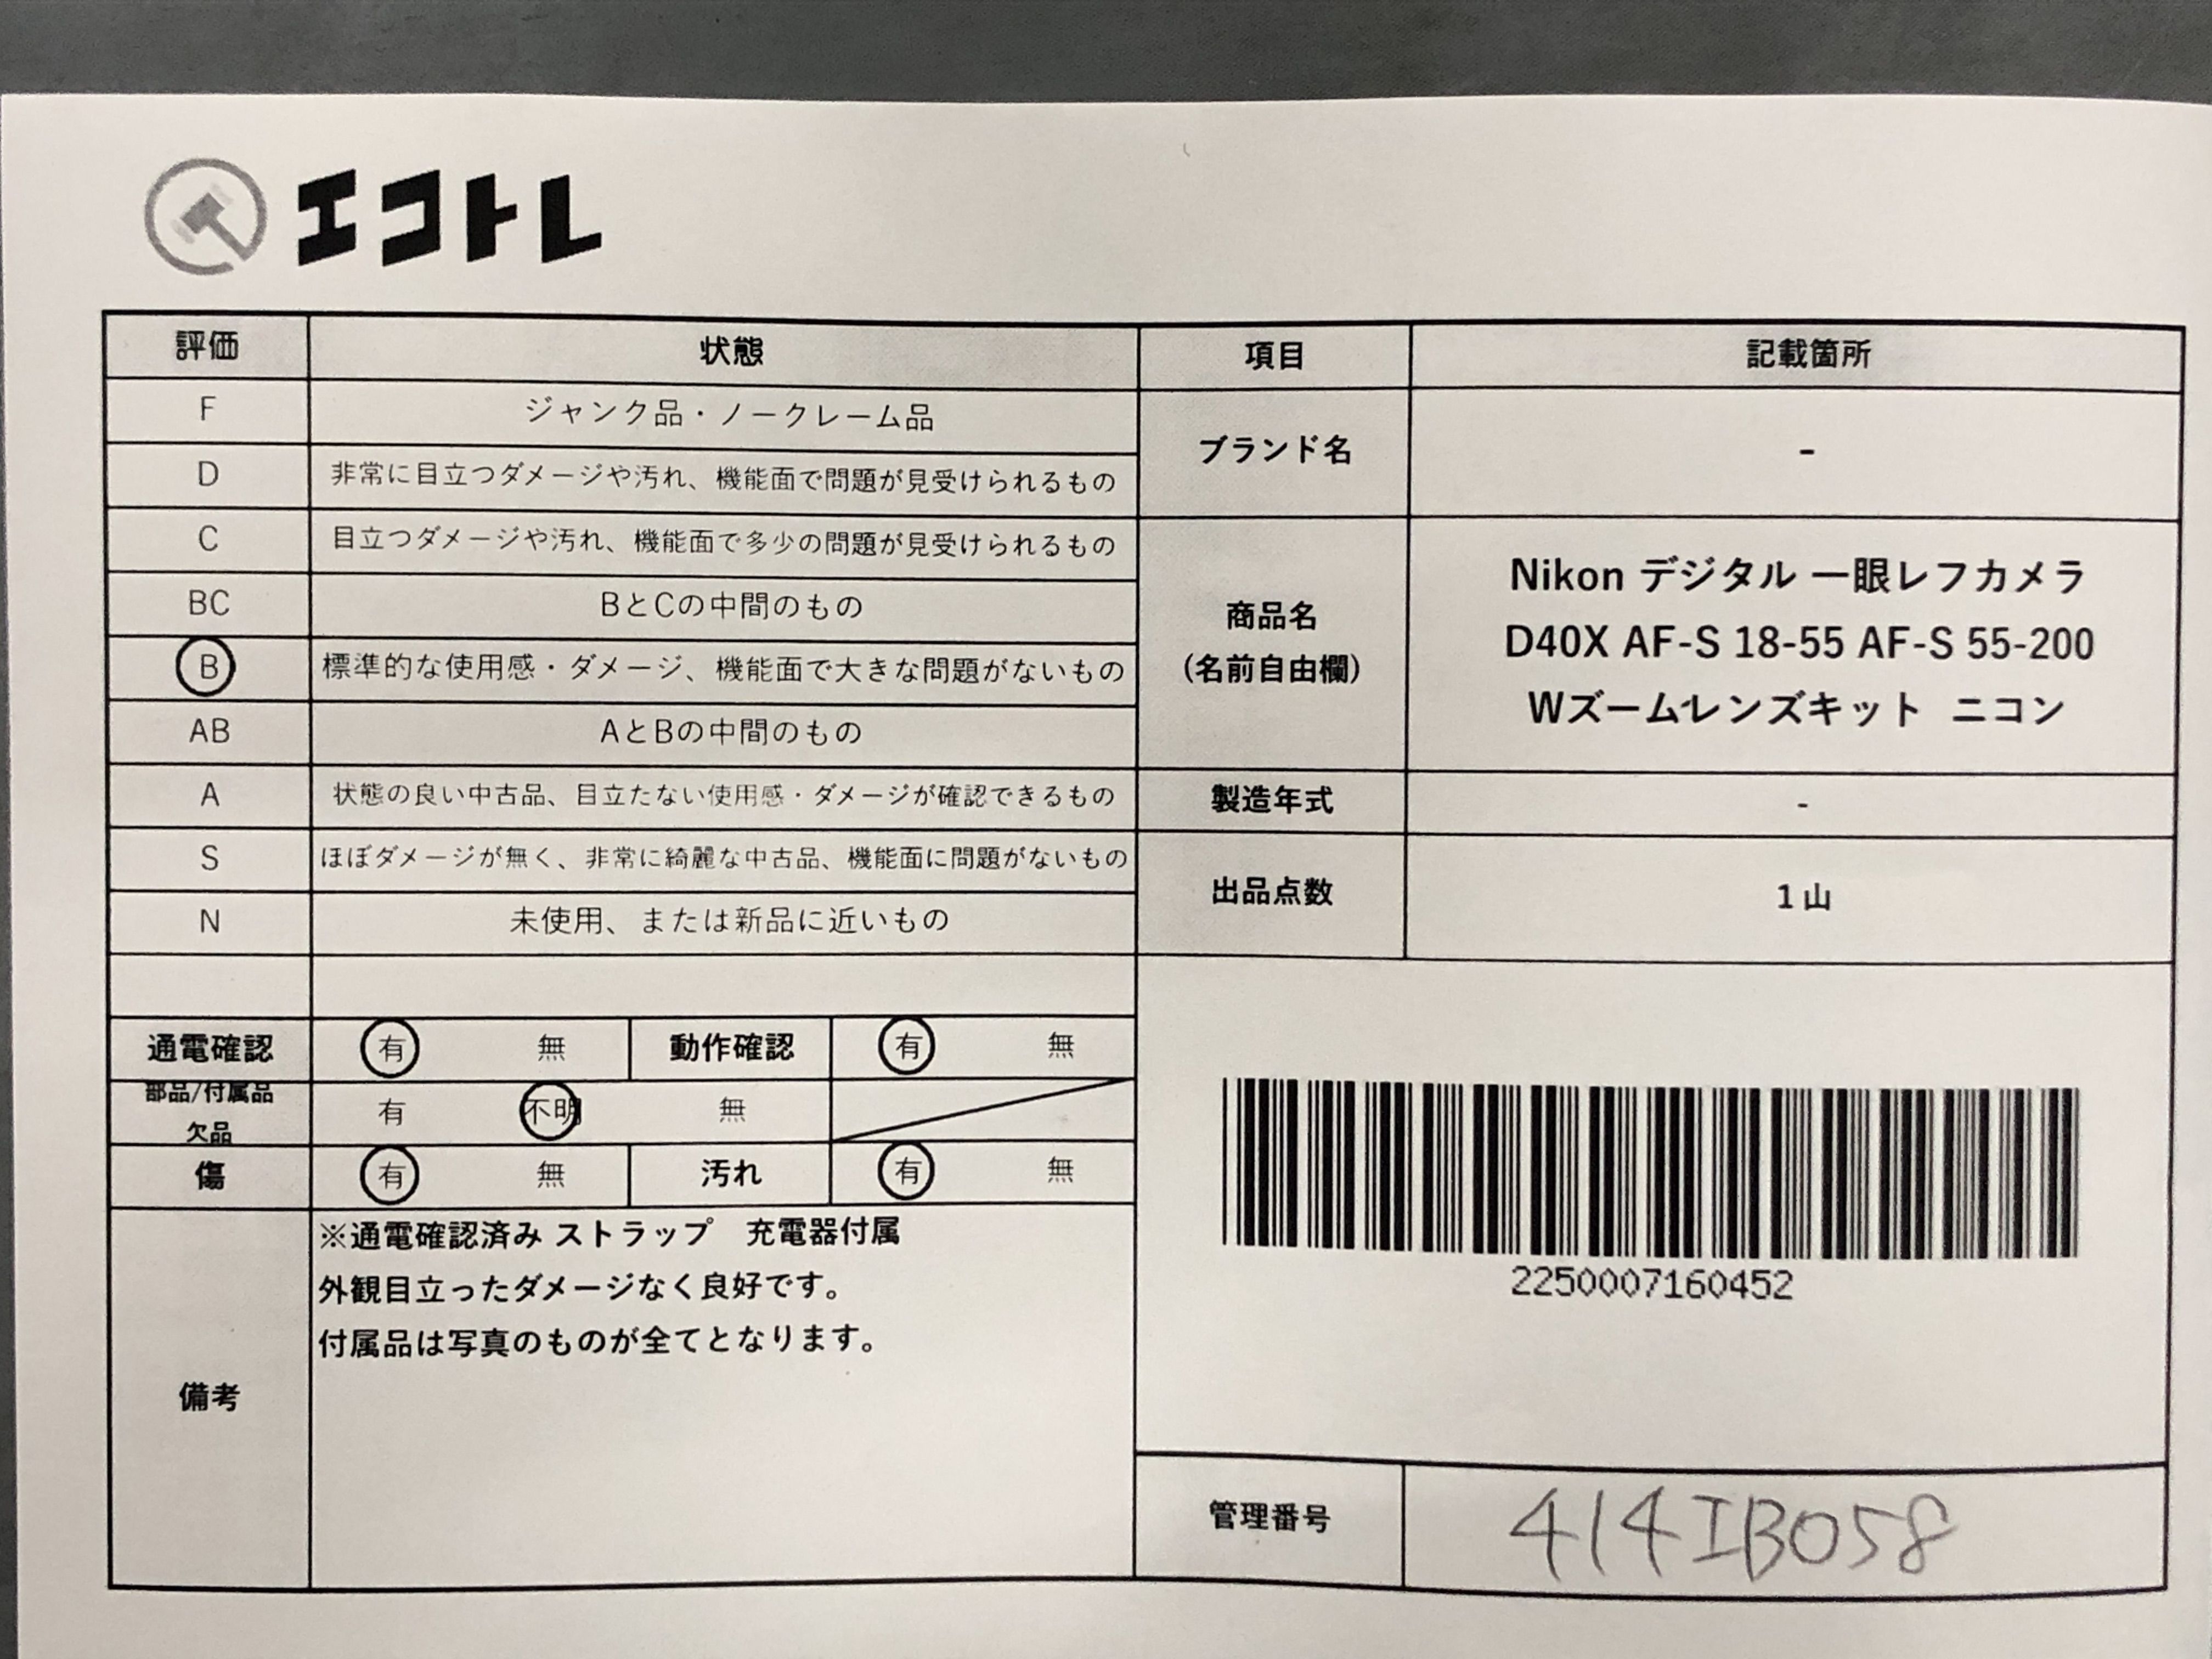 エコトレ
評価 状態 項目 記載箇所
F ジャンク品・ノークレーム品
D 非常に目立つダメージや汚れ、機能面で問題が見受けられるもの
ブランド名 -
C 目立つダメージや汚れ、機能面で多少の問題が見受けられるもの
BC BとCの中間のもの
B 標準的な使用感・ダメージ、機能面で大きな問題がないもの
AB AとBの中間のもの
商品名
(名前自由欄)
Nikon デジタル 一眼レフカメラ
D40X AF-S 18-55 AF-S 55-200
Wズームレンズキット ニコン
A 状態の良い中古品、目立たない使用感・ダメージが確認できるもの
製造年式 -
S ほぼダメージが無く、非常に綺麗な中古品、機能面に問題がないもの
N 未使用、または新品に近いもの
出品点数 1山
通電確認 有 無 動作確認 有 無
部品/付属品
欠品
有 不明 無
傷 有 無 汚れ 有 無
備考
※通電確認済み ストラップ 充電器付属
外観目立ったダメージなく良好です。
付属品は写真のものが全てとなります。
2250007160452
管理番号 414IB058